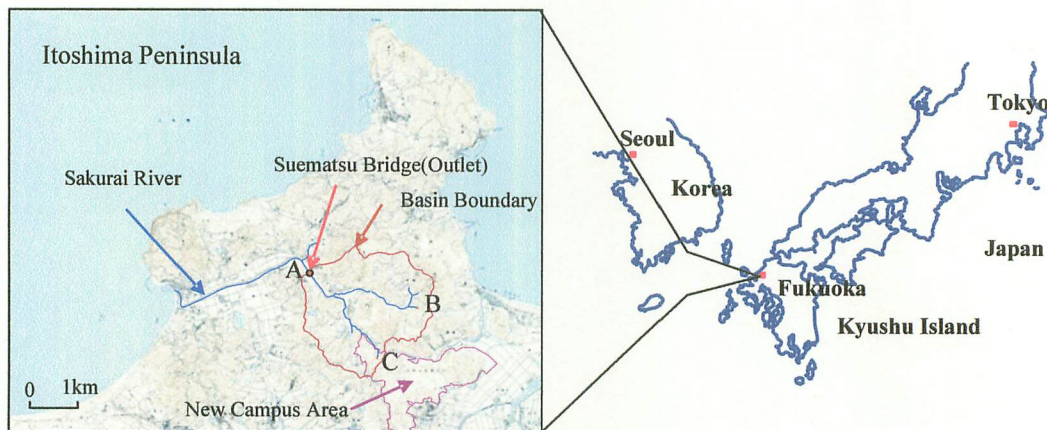 Itoshima Peninsula
Suematsu Bridge(Outlet)
Sakurai River
Basin Boundary
A
B
C
0 1km
New Campus Area
Tokyo
Seoul
Korea
Japan
Fukuoka
Kyushu Island